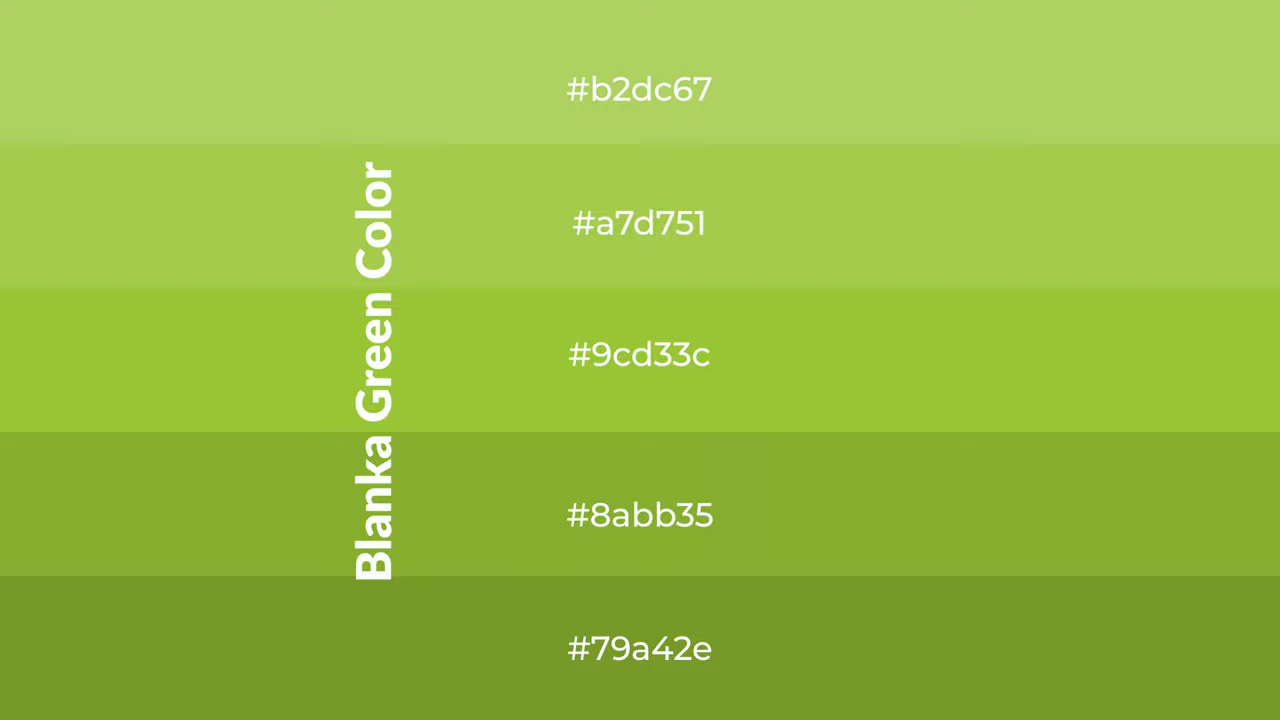 Blanka Green Color
#b2dc67
#a7d751
#9cd33c
#8abb35
#79a42e